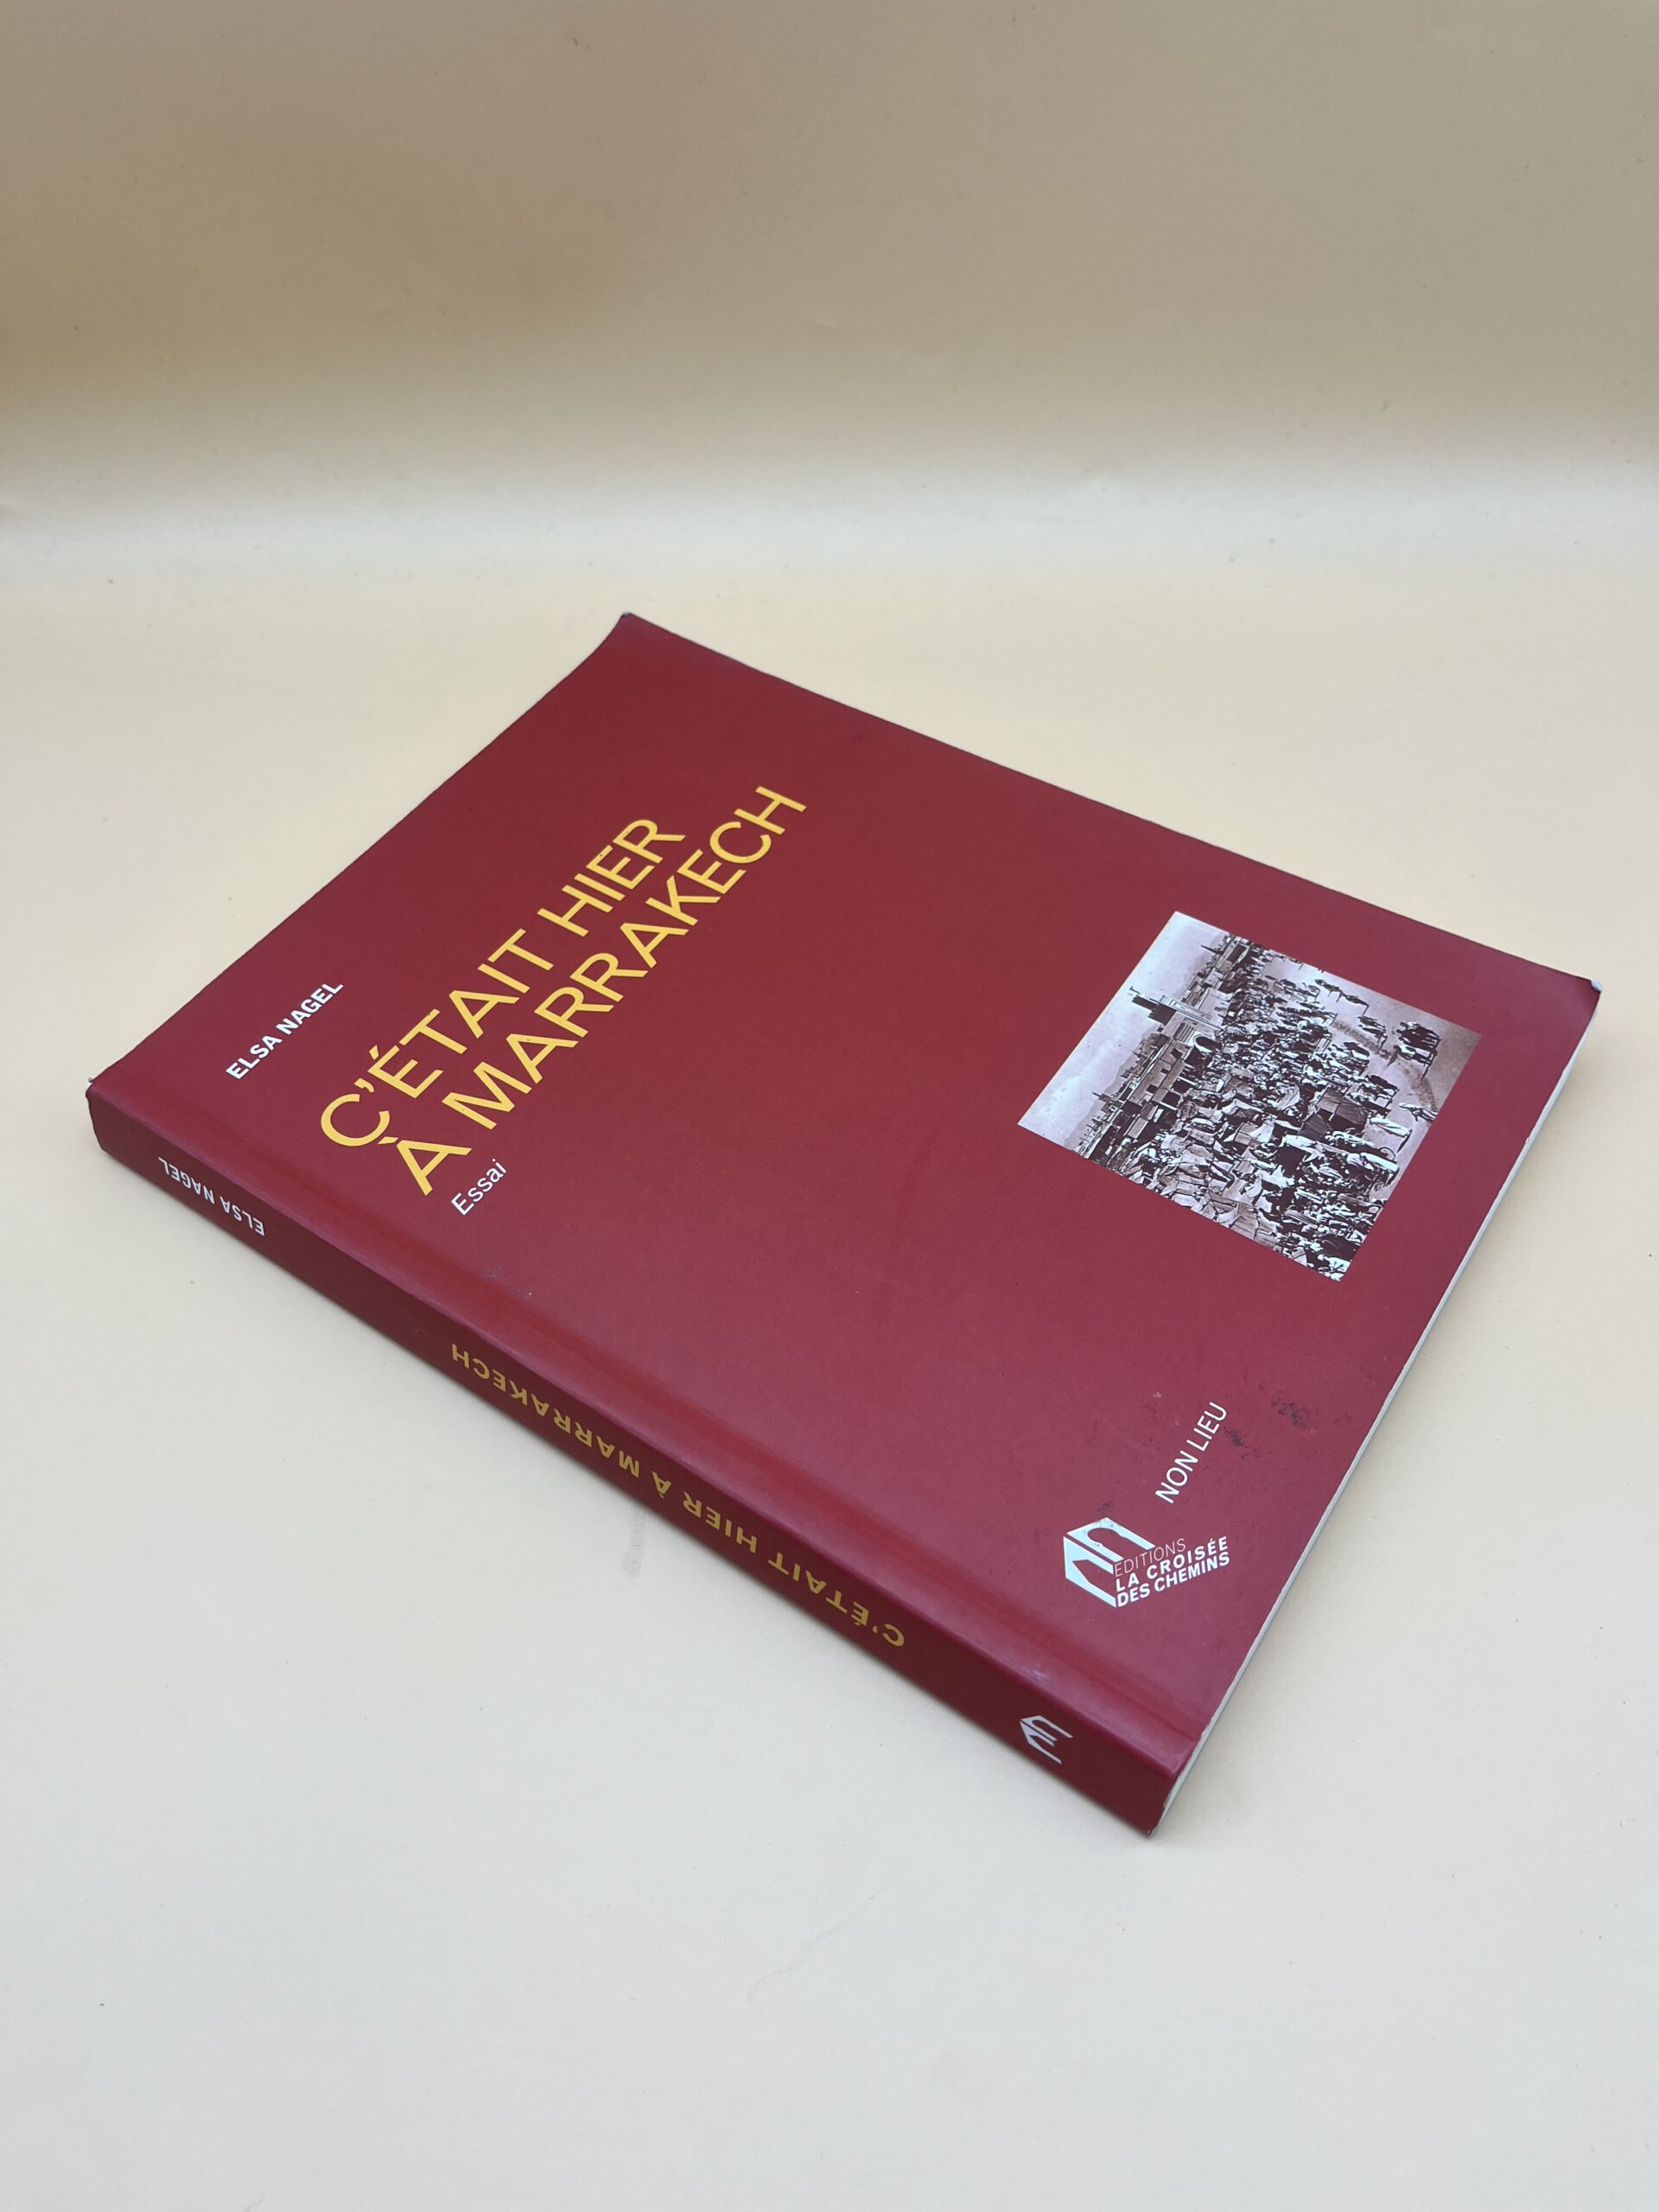 ELSA NAGEL
C'ÉTAIT HIER
À MARRAKECH
Essai
NON LIEU
EDITIONS
LA CROISÉE
DES CHEMINS
ELSA NAGEL
C'ÉTAIT HIER À MARRAKECH